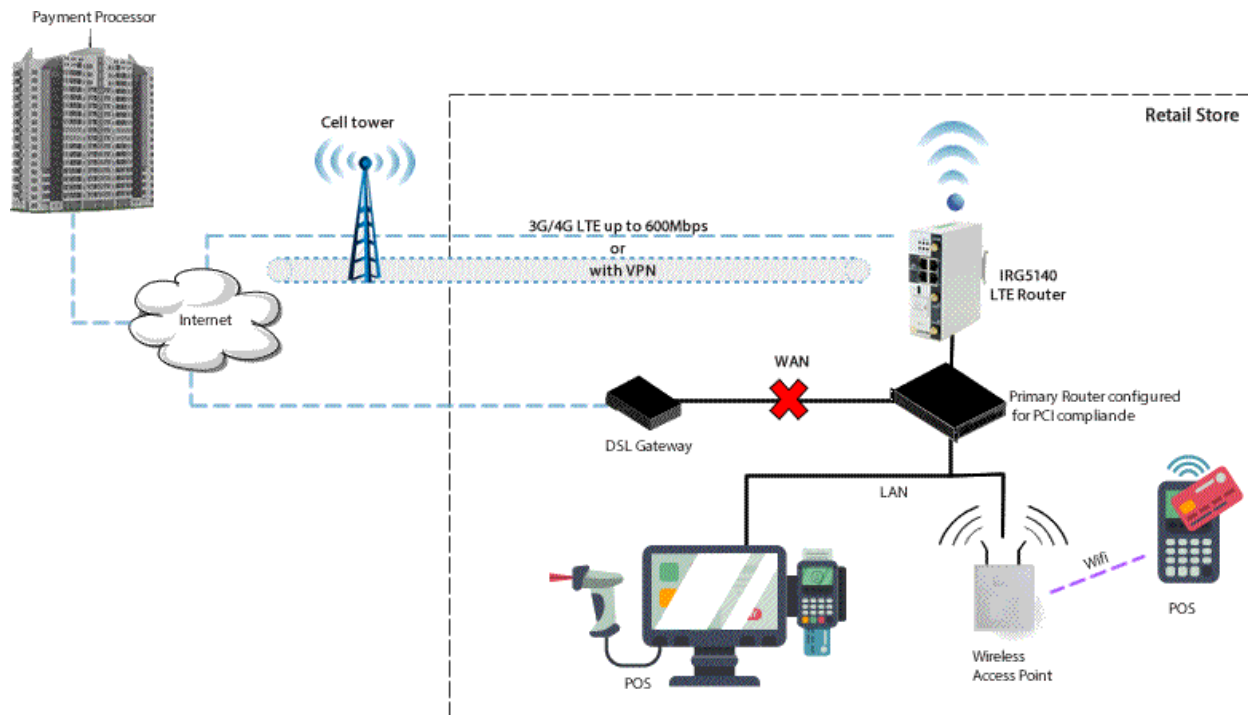 Payment Processor
Retail Store
Cell tower
3G/4G LTE up to 600Mbps
or
with VPN
IRG5140
LTE Router
Internet
WAN
Primary Router configured
for PCI compliande
DSL Gateway
LAN
Wifi
POS
Wireless
Access Point
POS